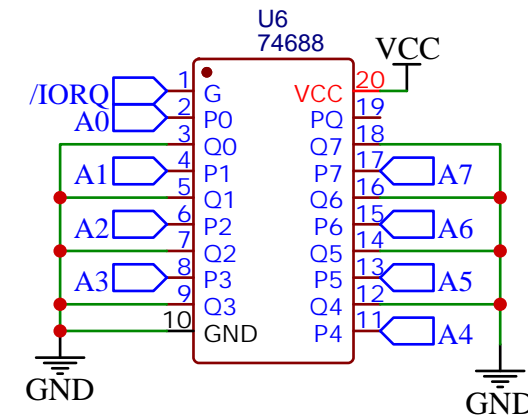 U6
74688
VCC
/IORQ 1 G VCC 20
A0 2 P0 PQ 19
3 Q0 Q7 18
A1 4 P1 P7 17 A7
5 Q1 Q6 16
A2 6 P2 P6 15 A6
7 Q2 Q5 14
A3 8 P3 P5 13 A5
9 Q3 Q4 12
10 GND P4 11 A4
GND GND